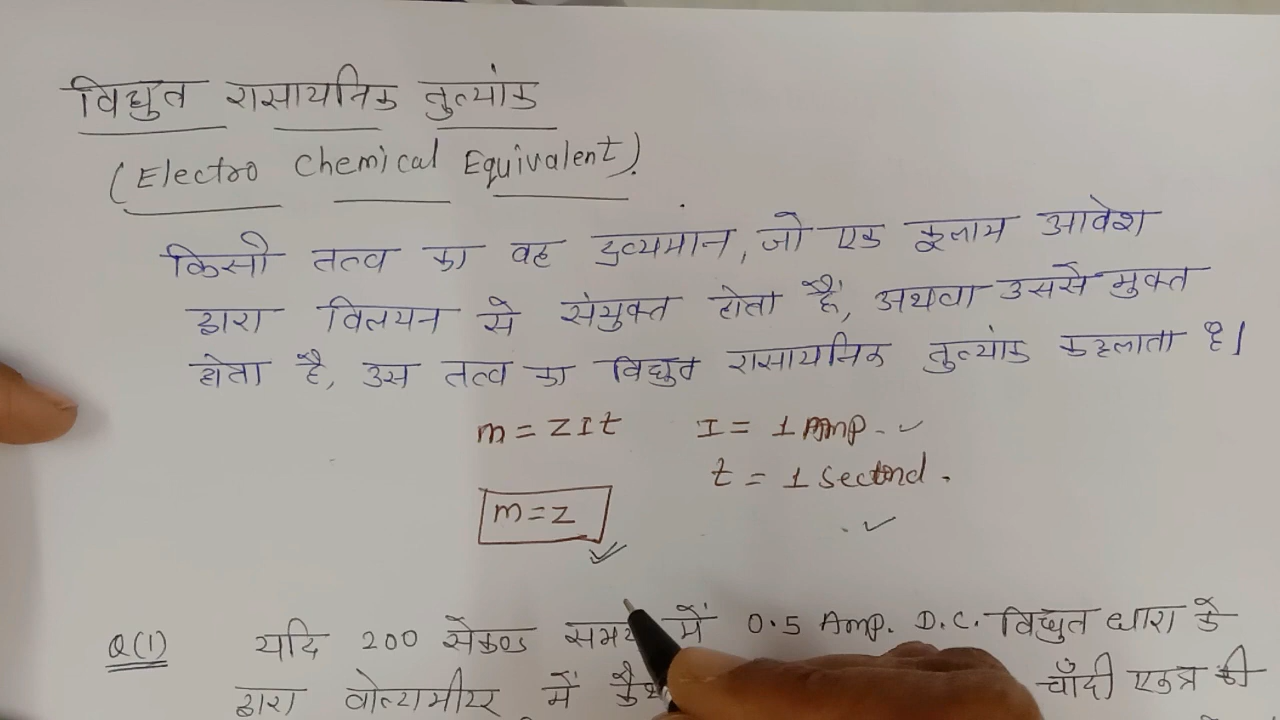 विद्युत रासायनिक तुल्यांक
(Electro Chemical Equivalent).
किसी तत्व का वह द्रव्यमान, जो एक कूलाम आवेश
द्वारा विलयन से संयुक्त होता है, अथवा उससे मुक्त
होता है, उस तत्व का विद्युत रासायनिक तुल्यांक कहलाता है।
m = ZIt I = 1 Amp.
t = 1 Second.
m = Z
Q(1) यदि 200 सेकण्ड समय में 0.5 Amp. D.C. विद्युत धारा के
द्वारा वोल्टामीटर में चाँदी एकत्र की